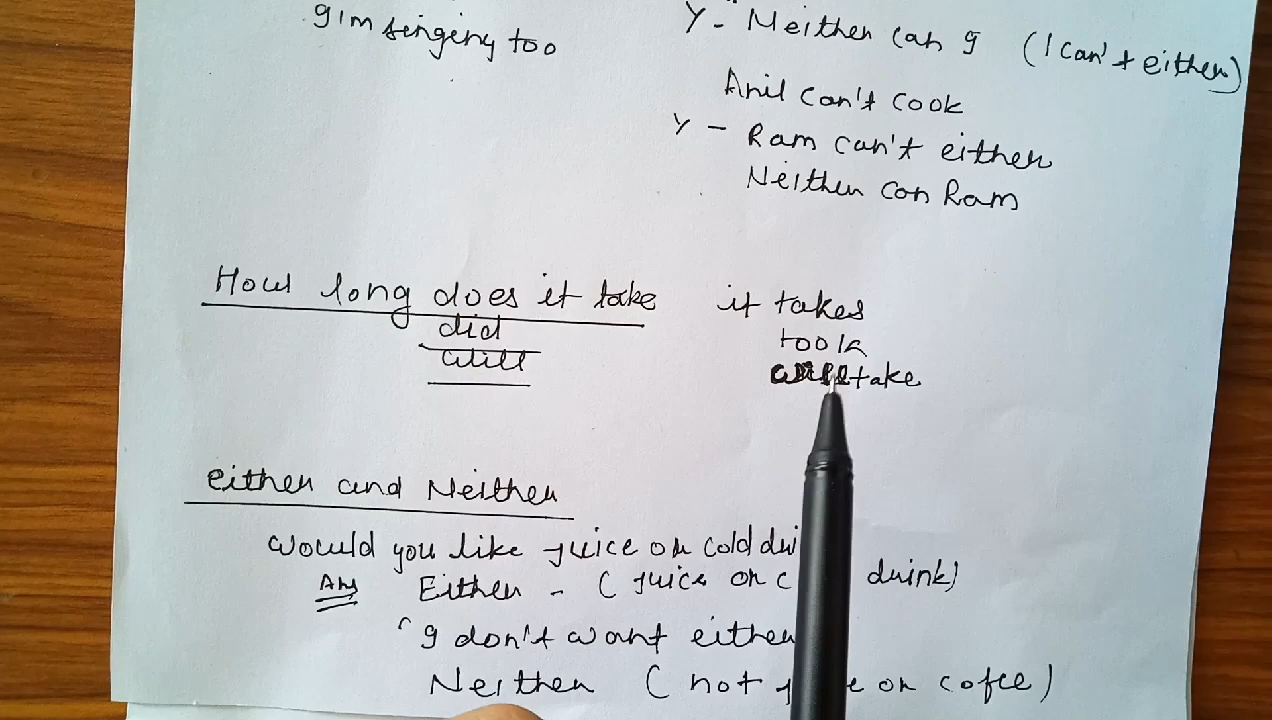 g'm singing too
Y- Neither can g (I can't either)
Anil can't cook
Y - Ram can't either
Neither can Ram
How long does it take it takes
did took
will will take
either and Neither
would you like juice or cold dri
Ans Either - (juice or c drink)
g don't want either
Neither (not or cofee)